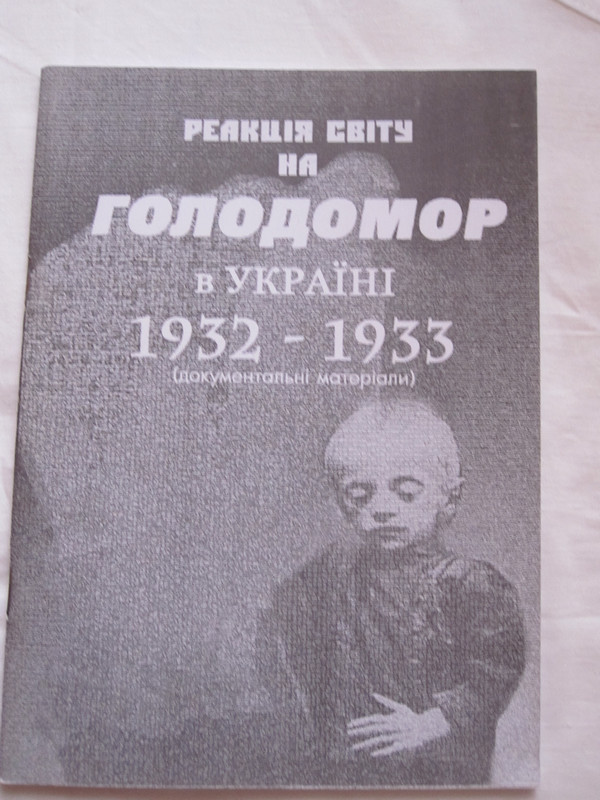 РЕАКЦІЯ СВІТУ
НА
ГОЛОДОМОР
в УКРАЇНІ
1932 - 1933
(документальні матеріали)